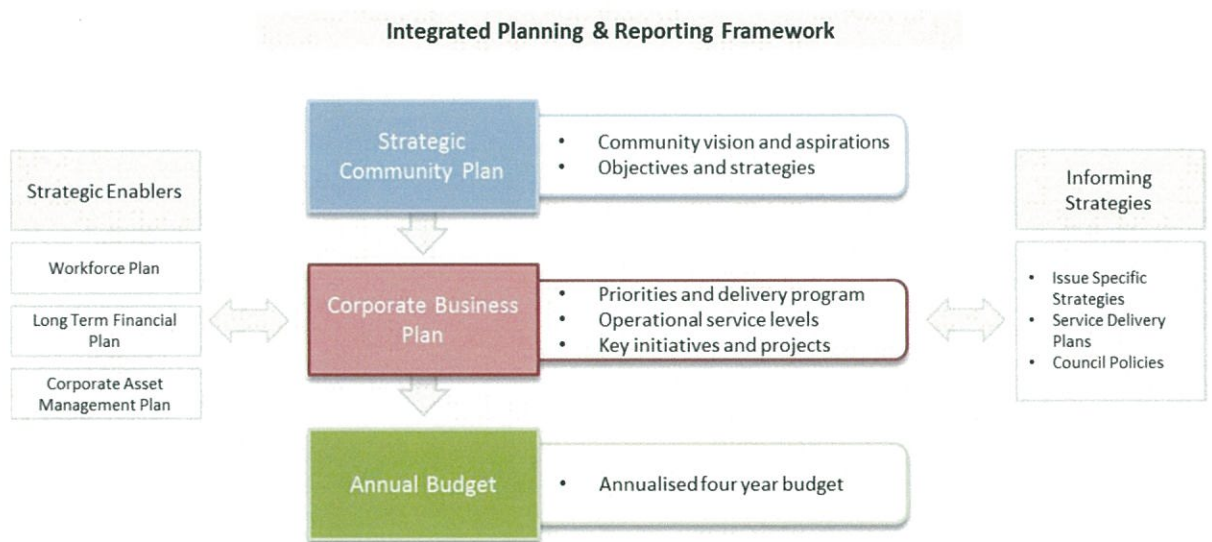 Integrated Planning & Reporting Framework
Strategic
Community Plan
• Community vision and aspirations
• Objectives and strategies
Strategic Enablers
Workforce Plan
Long Term Financial
Plan
Corporate Asset
Management Plan
Corporate Business
Plan
• Priorities and delivery program
• Operational service levels
• Key initiatives and projects
Informing
Strategies
• Issue Specific
Strategies
• Service Delivery
Plans
• Council Policies
Annual Budget
• Annualised four year budget